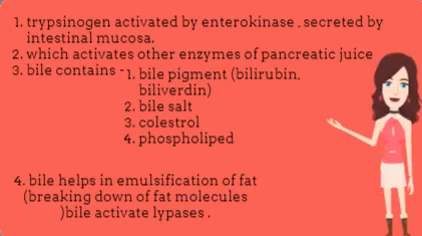 1. trypsinogen activated by enterokinase , secreted by
intestinal mucosa.
2. which activates other enzymes of pancreatic juice
3. bile contains - 1. bile pigment (bilirubin,
biliverdin)
2. bile salt
3. colestrol
4. phospholiped
4. bile helps in emulsification of fat
(breaking down of fat molecules
)bile activate lypases .